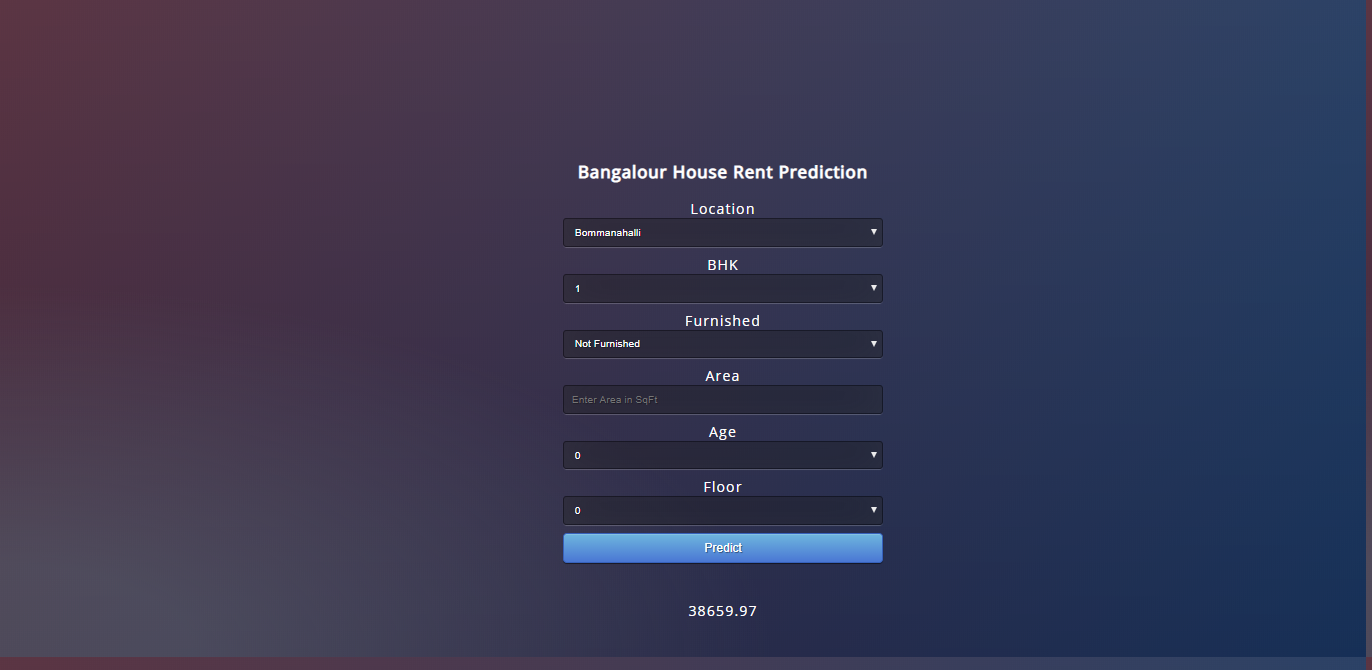 Bangalour House Rent Prediction
Location
Bommanahalli
BHK
1
Furnished
Not Furnished
Area
Enter Area in SqFt
Age
0
Floor
0
Predict
38659.97